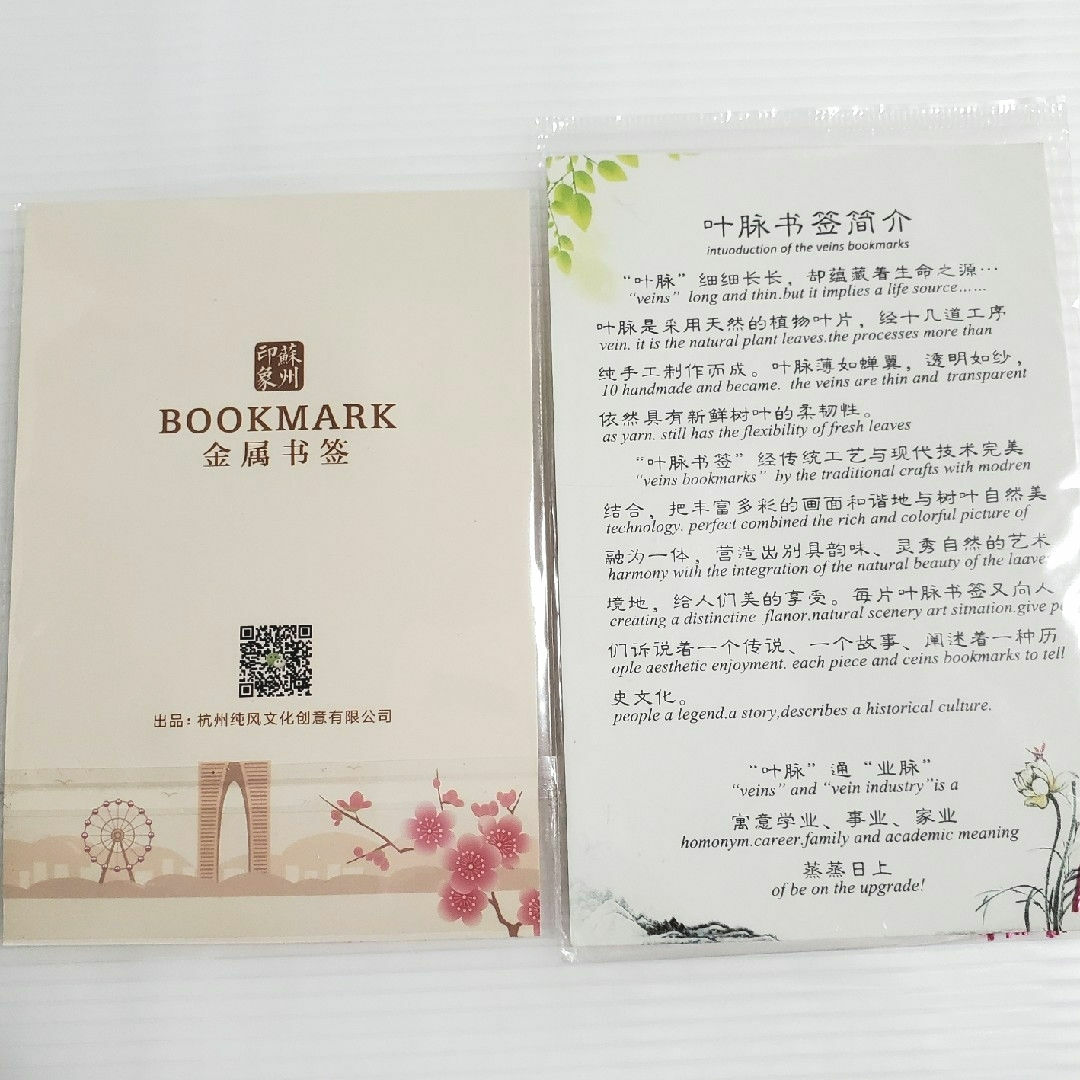 蘇州印象
BOOKMARK
金属书签
出品：杭州纯风文化创意有限公司
叶脉书签简介
intuoduction of the veins bookmarks
“叶脉”细细长长，却蕴藏着生命之源…
“veins” long and thin.but it implies a life source……
叶脉是采用天然的植物叶片，经十几道工序
vein. it is the natural plant leaves.the processes more than
纯手工制作而成。叶脉薄如蝉翼，透明如纱，
10 handmade and became. the veins are thin and transparent
依然具有新鲜树叶的柔韧性。
as yarn. still has the flexibility of fresh leaves
“叶脉书签”经传统工艺与现代技术完美
“veins bookmarks” by the traditional crafts with modren
结合，把丰富多彩的画面和谐地与树叶自然美
technology. perfect combined the rich and colorful picture of
融为一体，营造出别具韵味、灵秀自然的艺术
harmony with the integration of the natural beauty of the
境地，给人们美的享受。每片叶脉书签又向人
creating a distinctine flanor.natural scenery art sitnation.give pe
们诉说着一个传说、一个故事、阐述着一种历
ople aesthetic enjoyment. each piece and ceins bookmarks to tell
史文化。
people a legend.a story,describes a historical culture.
“叶脉”通“业脉”
“veins” and “vein industry”is a
寓意学业、事业、家业
homonym.career,family and academic meaning
蒸蒸日上
of be on the upgrade!